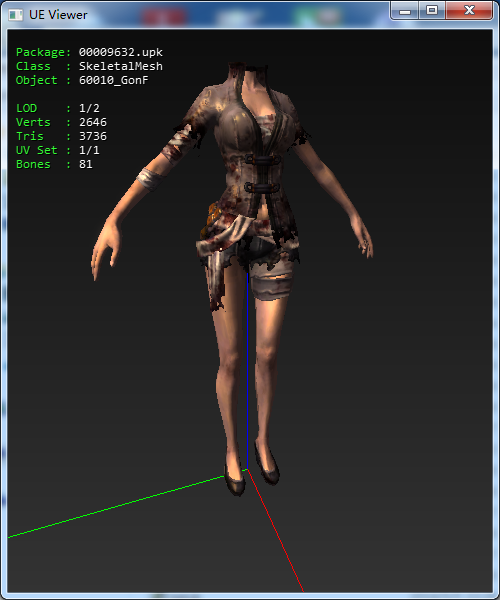 UE Viewer
Package: 00009632.upk
Class : SkeletalMesh
Object : 60010_GonF
LOD : 1/2
Verts : 2646
Tris : 3736
UV Set : 1/1
Bones : 81